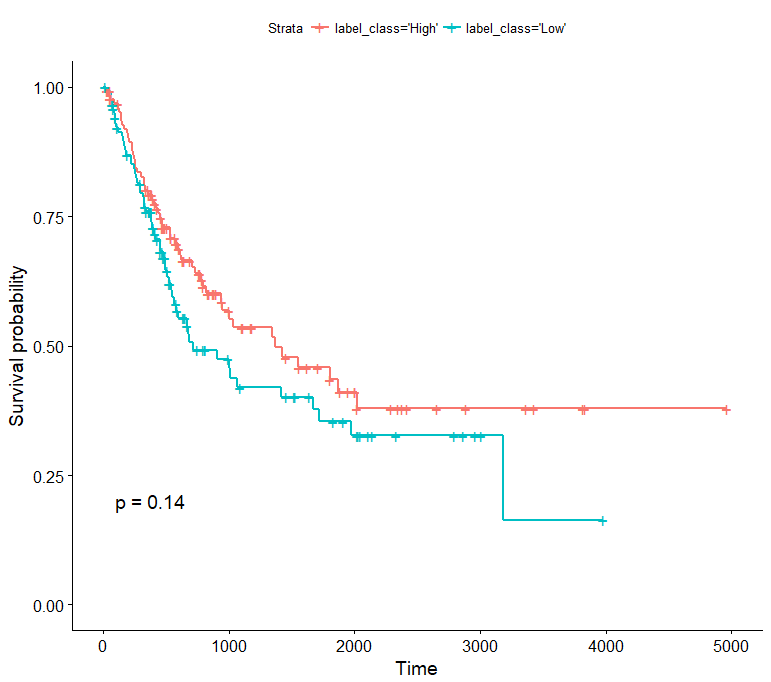 Strata label_class='High' label_class='Low'
1.00
0.75
0.50
0.25
0.00
Survival probability
p = 0.14
0 1000 2000 3000 4000 5000
Time